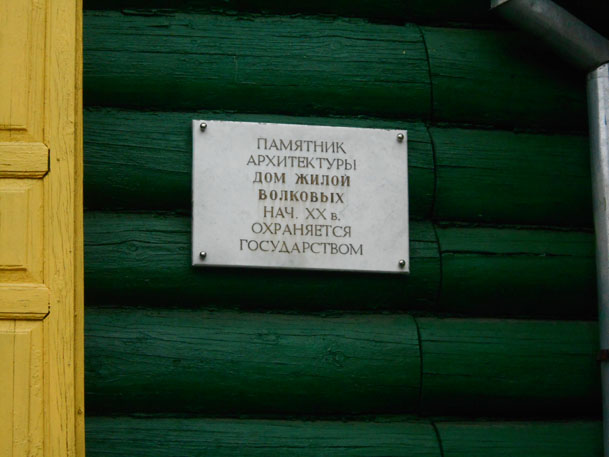 ПАМЯТНИК
АРХИТЕКТУРЫ
ДОМ ЖИЛОЙ
ВОЛКОВЫХ
НАЧ. XX в.
ОХРАНЯЕТСЯ
ГОСУДАРСТВОМ